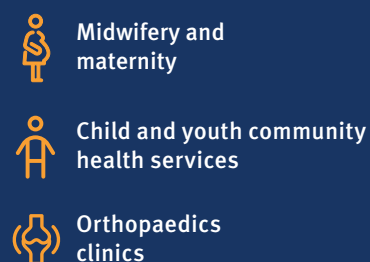 Midwifery and
maternity
Child and youth community
health services
Orthopaedics
clinics